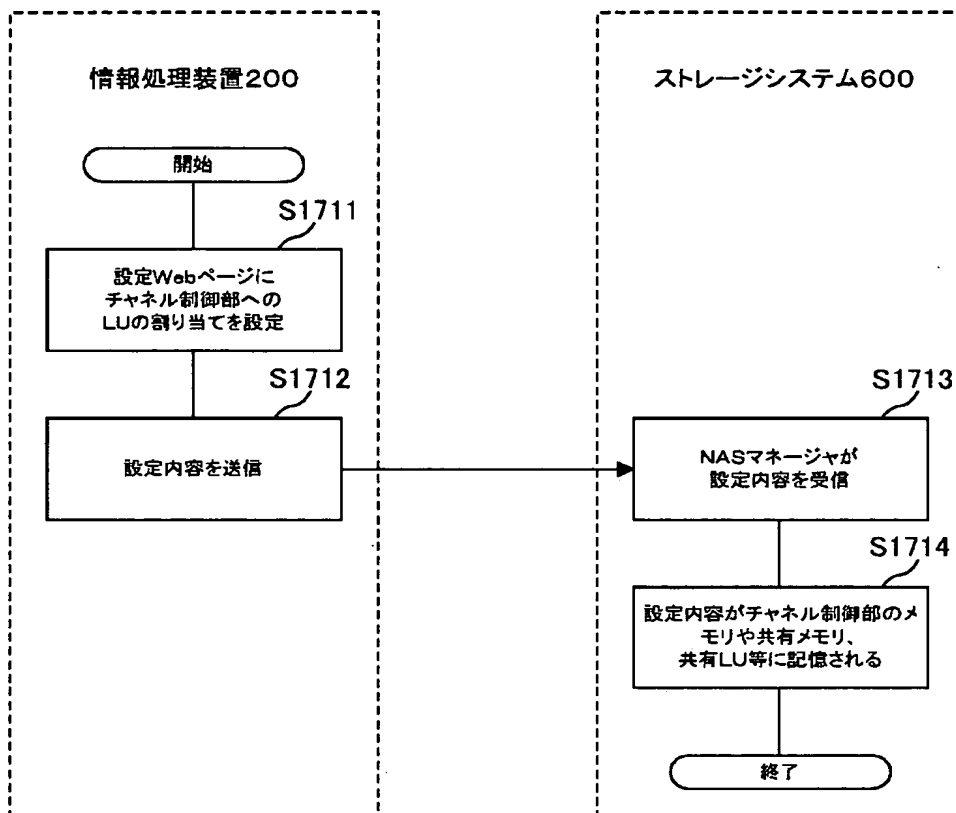 情報処理装置200
開始
S1711
設定Webページに
チャネル制御部への
LUの割り当てを設定
S1712
設定内容を送信
ストレージシステム600
S1713
NASマネージャが
設定内容を受信
S1714
設定内容がチャネル制御部のメ
モリや共有メモリ、
共有LU等に記憶される
終了